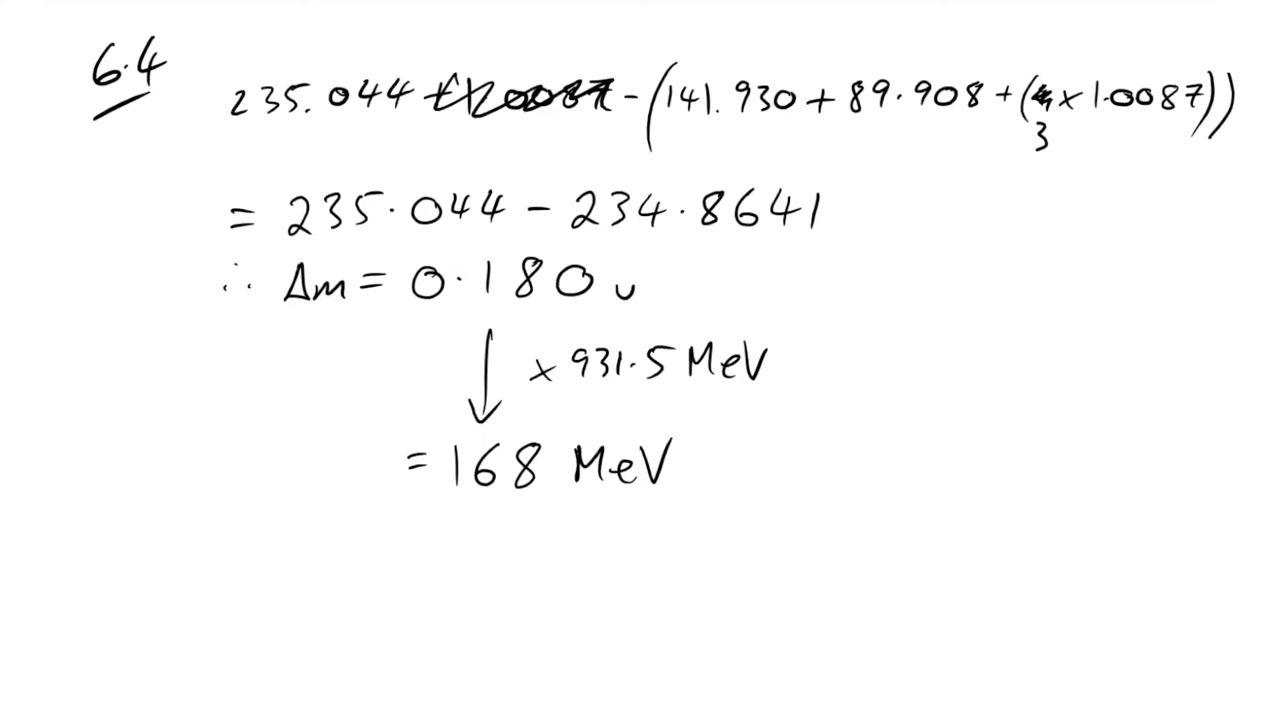 6.4
235.044 - (141.930 + 89.908 + (3 × 1.0087))
= 235.044 - 234.8641
∴ Δm = 0.180 u
× 931.5 MeV
= 168 MeV